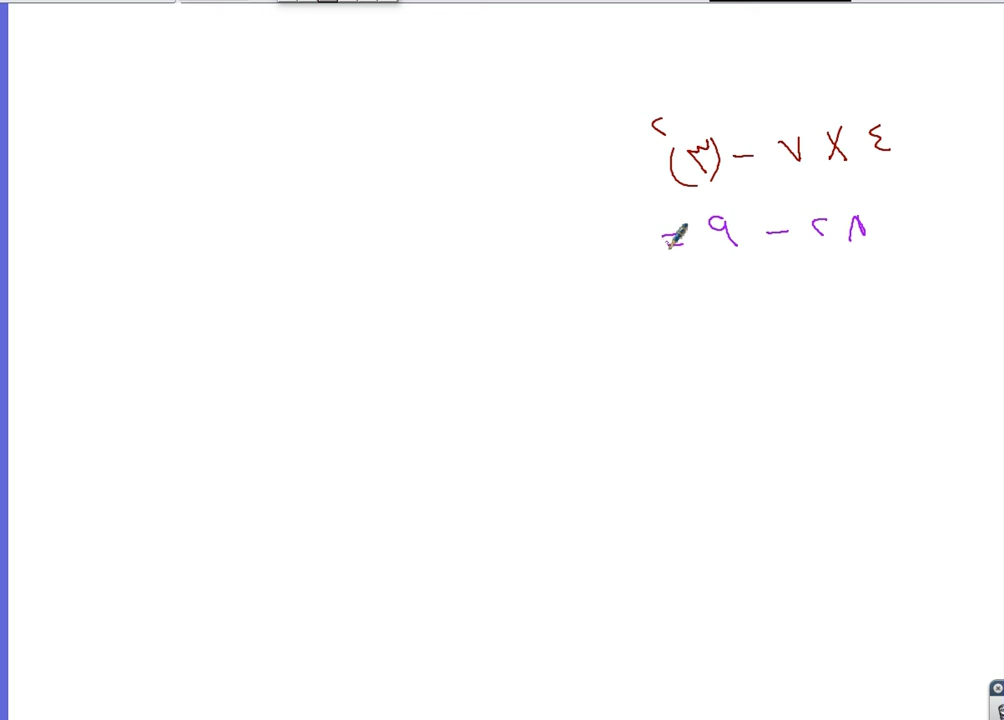 ٤ × ٧ − (٣)^٢
٢٨ − ٩ =